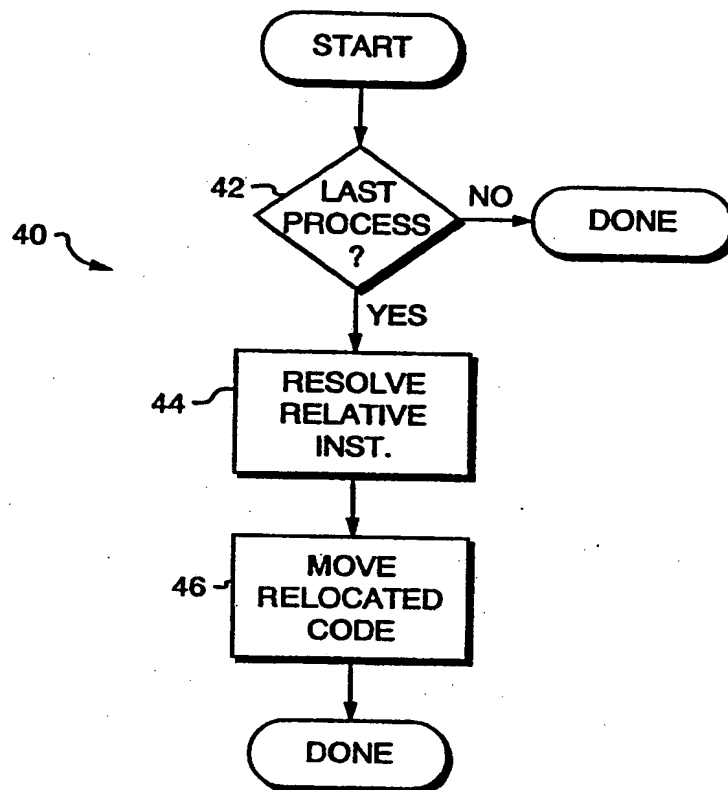 START
42
LAST
PROCESS
?
NO
DONE
40
YES
44
RESOLVE
RELATIVE
INST.
46
MOVE
RELOCATED
CODE
DONE